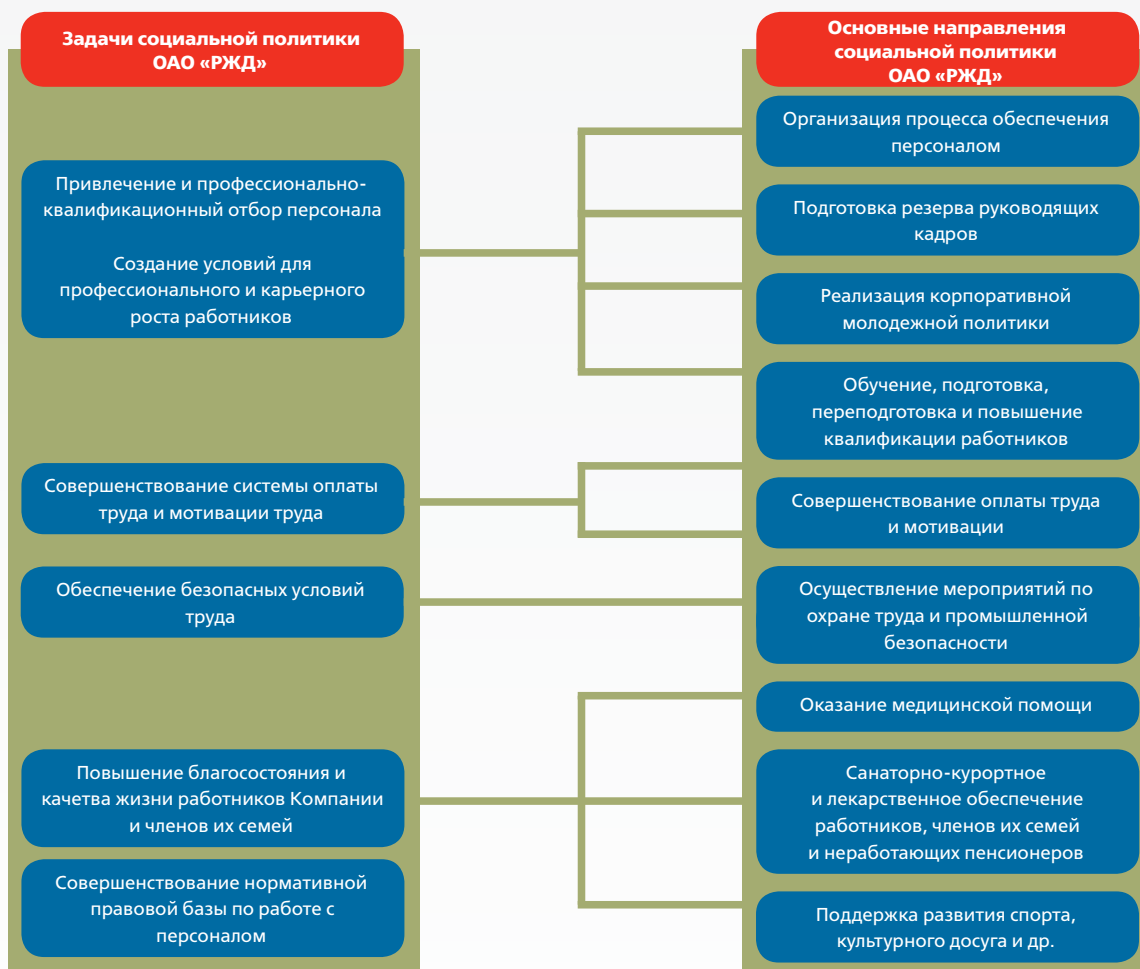 Задачи социальной политики
ОАО «РЖД»
Привлечение и профессионально-
квалификационный отбор персонала
Создание условий для
профессионального и карьерного
роста работников
Совершенствование системы оплаты
труда и мотивации труда
Обеспечение безопасных условий
труда
Повышение благосостояния и
качетва жизни работников Компании
и членов их семей
Совершенствование нормативной
правовой базы по работе с
персоналом
Основные направления
социальной политики
ОАО «РЖД»
Организация процесса обеспечения
персоналом
Подготовка резерва руководящих
кадров
Реализация корпоративной
молодежной политики
Обучение, подготовка,
переподготовка и повышение
квалификации работников
Совершенствование оплаты труда
и мотивации
Осуществление мероприятий по
охране труда и промышленной
безопасности
Оказание медицинской помощи
Санаторно-курортное
и лекарственное обеспечение
работников, членов их семей
и неработающих пенсионеров
Поддержка развития спорта,
культурного досуга и др.